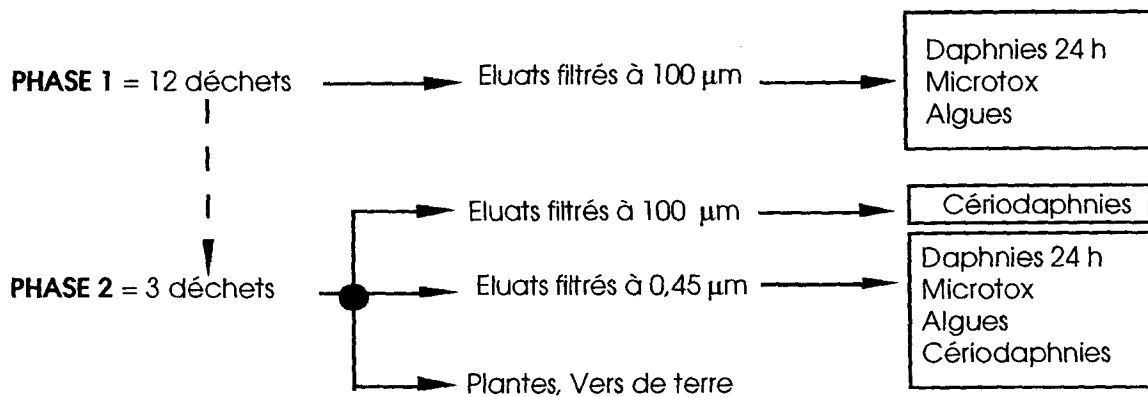 PHASE 1 = 12 déchets
Eluats filtrés à 100 µm
Daphnies 24 h
Microtox
Algues
Eluats filtrés à 100 µm
Cériodaphnies
PHASE 2 = 3 déchets
Eluats filtrés à 0,45 µm
Daphnies 24 h
Microtox
Algues
Cériodaphnies
Plantes, Vers de terre